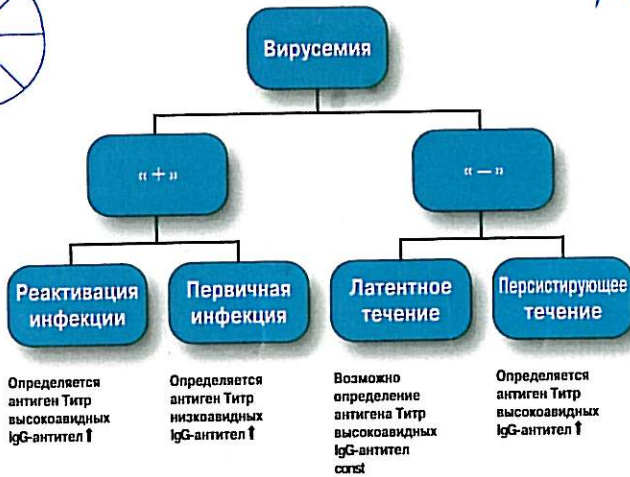 Вирусемия
«+»
«—»
Реактивация
инфекции
Первичная
инфекция
Латентное
течение
Персистирующее
течение
Определяется
антиген Титр
высокоавидных
IgG-антител ⬆
Определяется
антиген Титр
низкоавидных
IgG-антител ⬆
Возможно
определение
антигена Титр
высокоавидных
IgG-антител
const
Определяется
антиген Титр
высокоавидных
IgG-антител ⬆